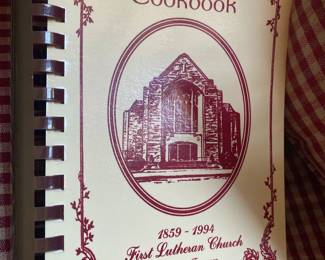 Cookbook
1859 - 1994
First Lutheran Church